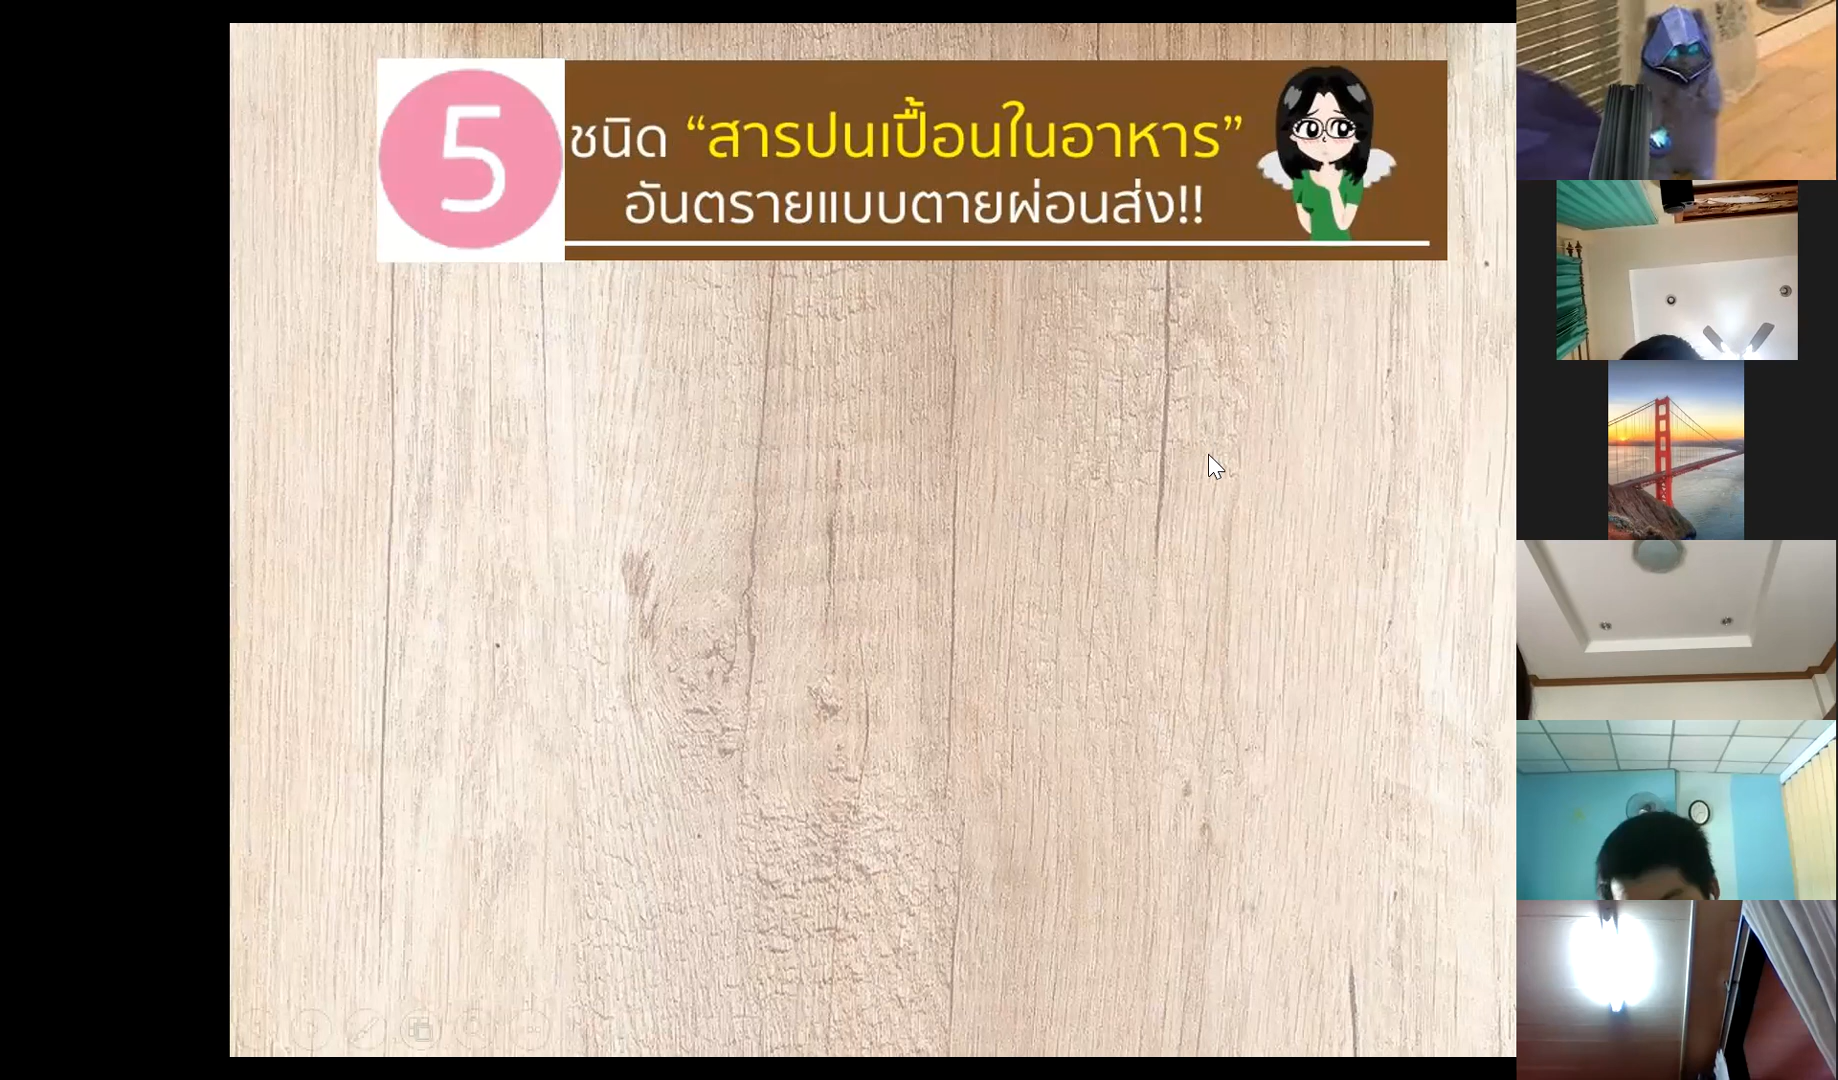 5 ชนิด “สารปนเปื้อนในอาหาร”
อันตรายแบบตายผ่อนส่ง!!